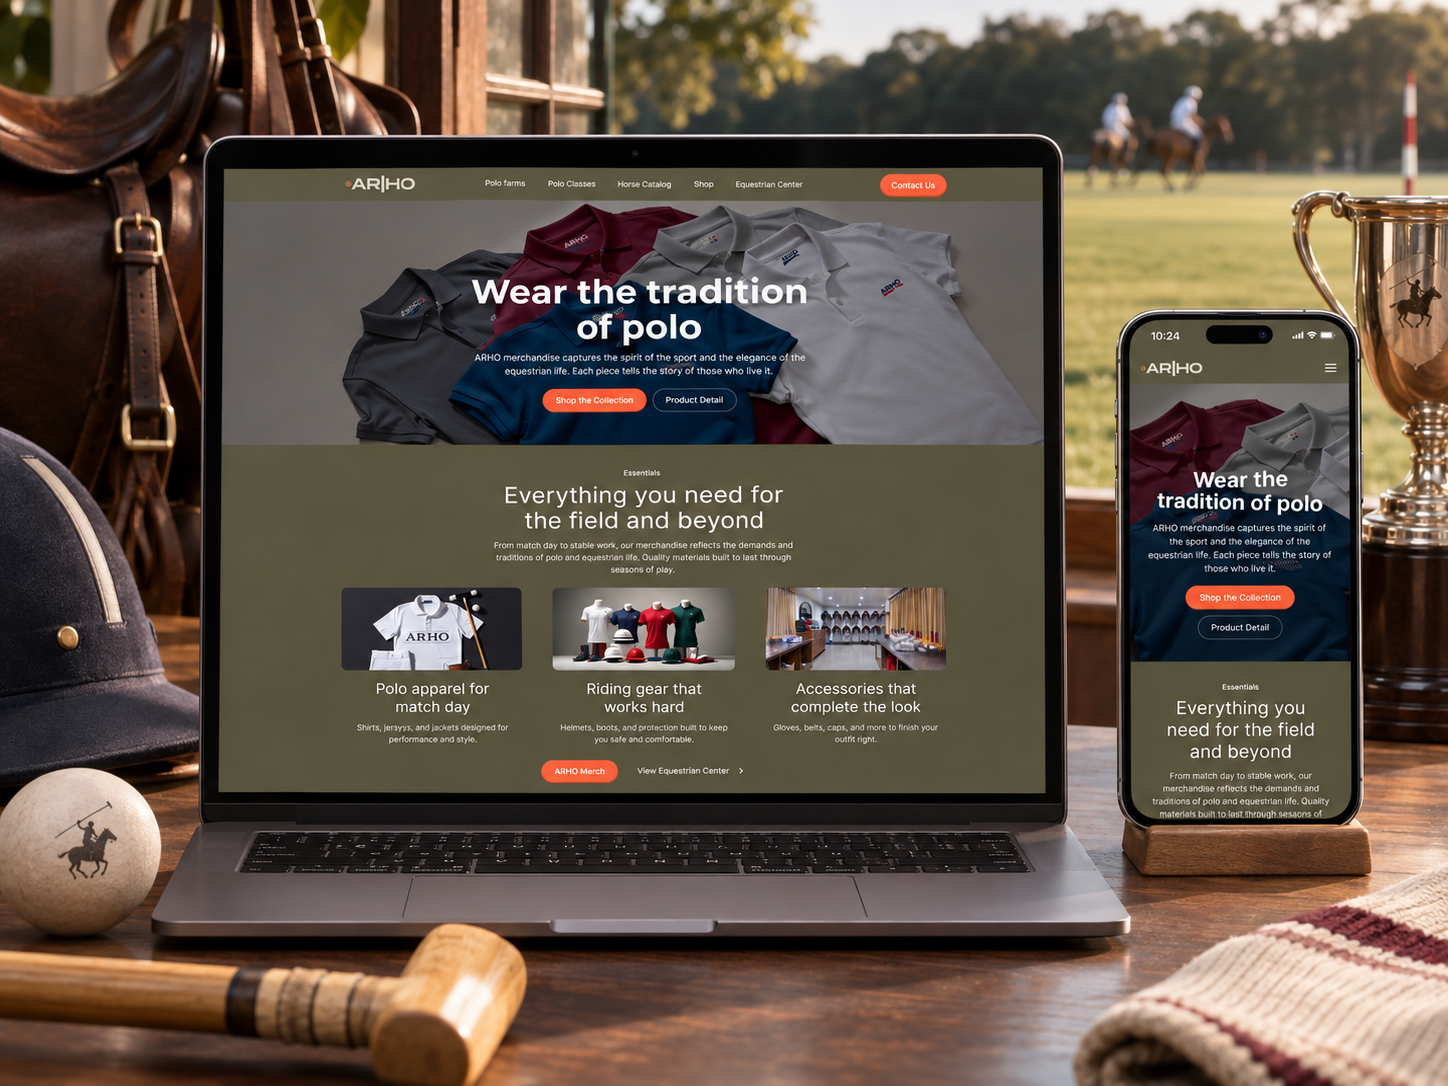 AR|HO
Polo farms
Polo Classes
Horse Catalog
Shop
Equestrian Center
Contact Us
ARHO
ARHO
Wear the tradition
of polo
ARHO merchandise captures the spirit of the sport and the elegance of the
equestrian life. Each piece tells the story of those who live it.
Shop the Collection
Product Detail
Essentials
Everything you need for
the field and beyond
From match day to stable work, our merchandise reflects the demands and
traditions of polo and equestrian life. Quality materials built to last through
seasons of play.
ARHO
Polo apparel for
match day
Shirts, jerayys, and jackets designed for
performance and style.
Riding gear that
works hard
Helmets, boots, and protection built to keep
you safe and comfortable.
Accessories that
complete the look
Gloves, belts, caps, and more to finish your
outfit right.
ARHO Merch
View Equestrian Center
10:24
AR|HO
Wear the
tradition of polo
ARHO merchandise captures the spirit of
the sport and the elegance of the
equestrian life. Each piece tells the story of
those who live it.
Shop the Collection
Product Detail
Essentials
Everything you
need for the field
and beyond
From match day to stable work, our
merchandise reflects the demands and
traditions of polo and equestrian life. Quality
materials built to last through sesaons of